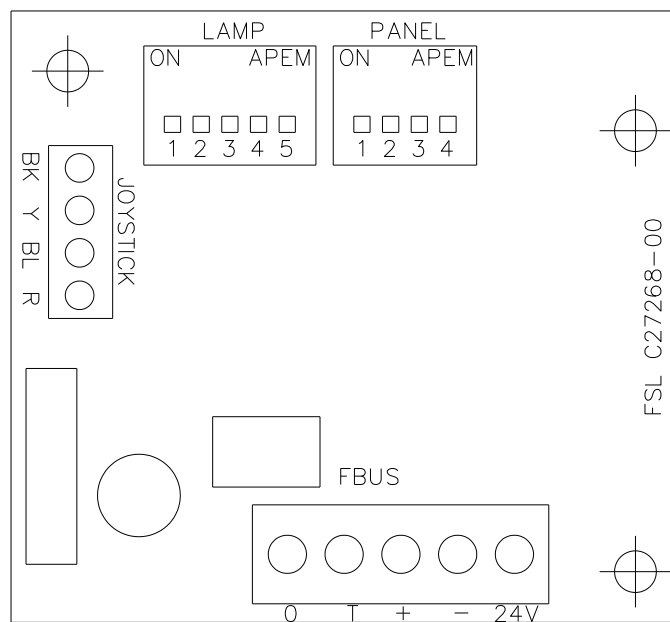 LAMP
PANEL
ON APEM
ON APEM
1 2 3 4 5
1 2 3 4
BK Y BL R
JOYSTICK
FSL C27268-00
FBUS
0 T + - 24V